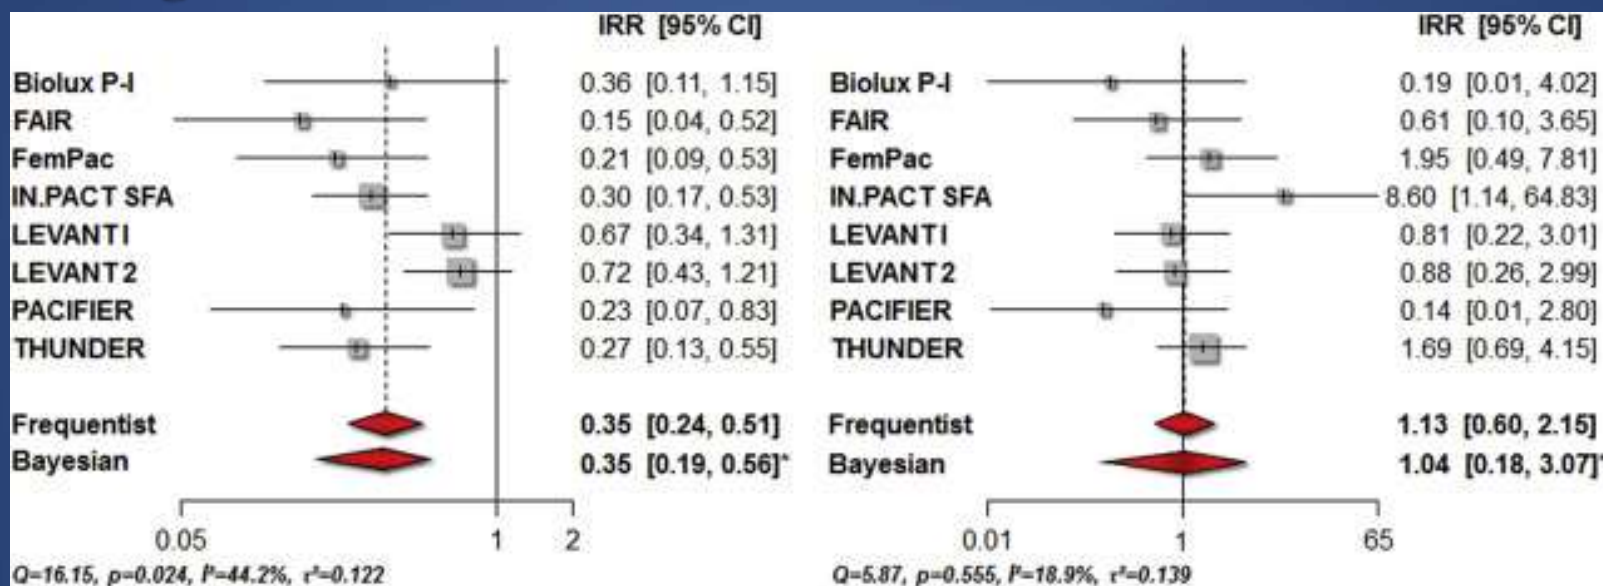 IRR [95% CI]
Biolux P-I 0.36 [0.11, 1.15]
FAIR 0.15 [0.04, 0.52]
FemPac 0.21 [0.09, 0.53]
IN.PACT SFA 0.30 [0.17, 0.53]
LEVANT I 0.67 [0.34, 1.31]
LEVANT 2 0.72 [0.43, 1.21]
PACIFIER 0.23 [0.07, 0.83]
THUNDER 0.27 [0.13, 0.55]
Frequentist 0.35 [0.24, 0.51]
Bayesian 0.35 [0.19, 0.56]*
0.05 1 2
Q=16.15, p=0.024, I²=44.2%, τ²=0.122
IRR [95% CI]
Biolux P-I 0.19 [0.01, 4.02]
FAIR 0.61 [0.10, 3.65]
FemPac 1.95 [0.49, 7.81]
IN.PACT SFA 8.60 [1.14, 64.83]
LEVANT I 0.81 [0.22, 3.01]
LEVANT 2 0.88 [0.26, 2.99]
PACIFIER 0.14 [0.01, 2.80]
THUNDER 1.69 [0.69, 4.15]
Frequentist 1.13 [0.60, 2.15]
Bayesian 1.04 [0.18, 3.07]*
0.01 1 65
Q=5.87, p=0.555, I²=18.9%, τ²=0.139